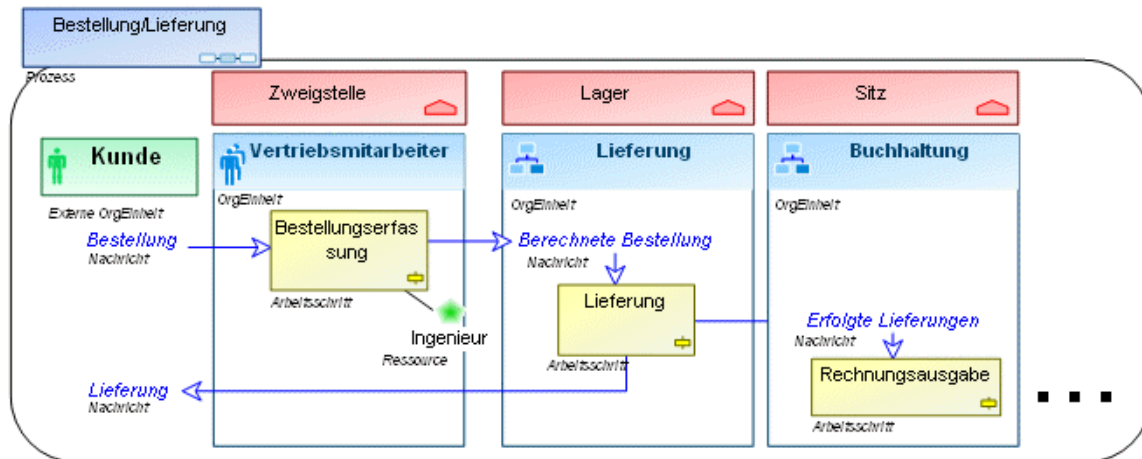 Bestellung/Lieferung
Prozess
Zweigstelle
Lager
Sitz
Kunde
Externe OrgEinheit
Vertriebsmitarbeiter
OrgEinheit
Lieferung
OrgEinheit
Buchhaltung
OrgEinheit
Bestellung
Nachricht
Bestellungserfas
sung
Arbeitsschritt
Ingenieur
Ressource
Berechnete Bestellung
Nachricht
Lieferung
Arbeitsschritt
Erfolgte Lieferungen
Nachricht
Rechnungsausgabe
Arbeitsschritt
Lieferung
Nachricht
...